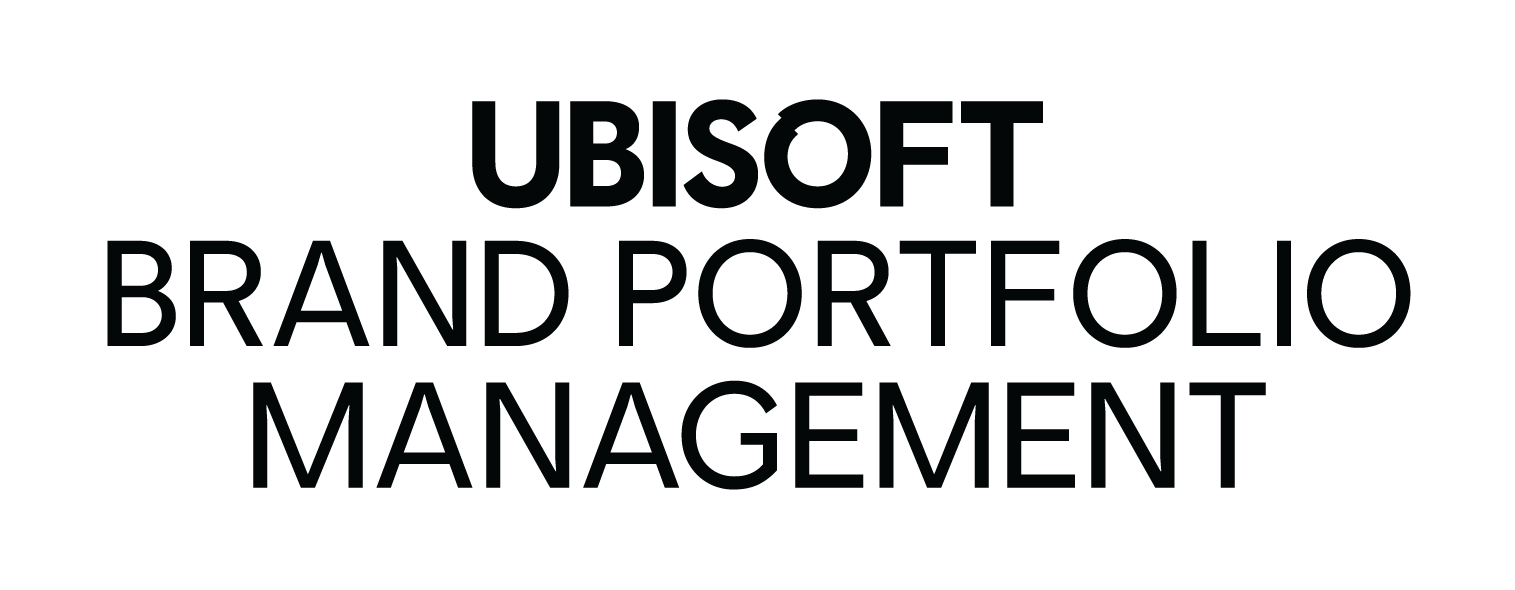 UBISOFT
BRAND PORTFOLIO
MANAGEMENT